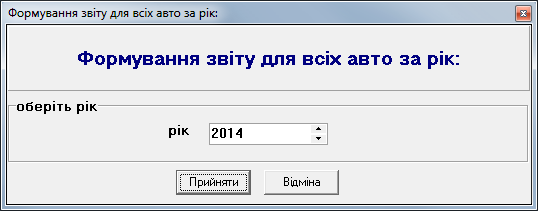 Формування звіту для всіх авто за рік:
Формування звіту для всіх авто за рік:
оберіть рік
рік 2014
Прийняти Відміна